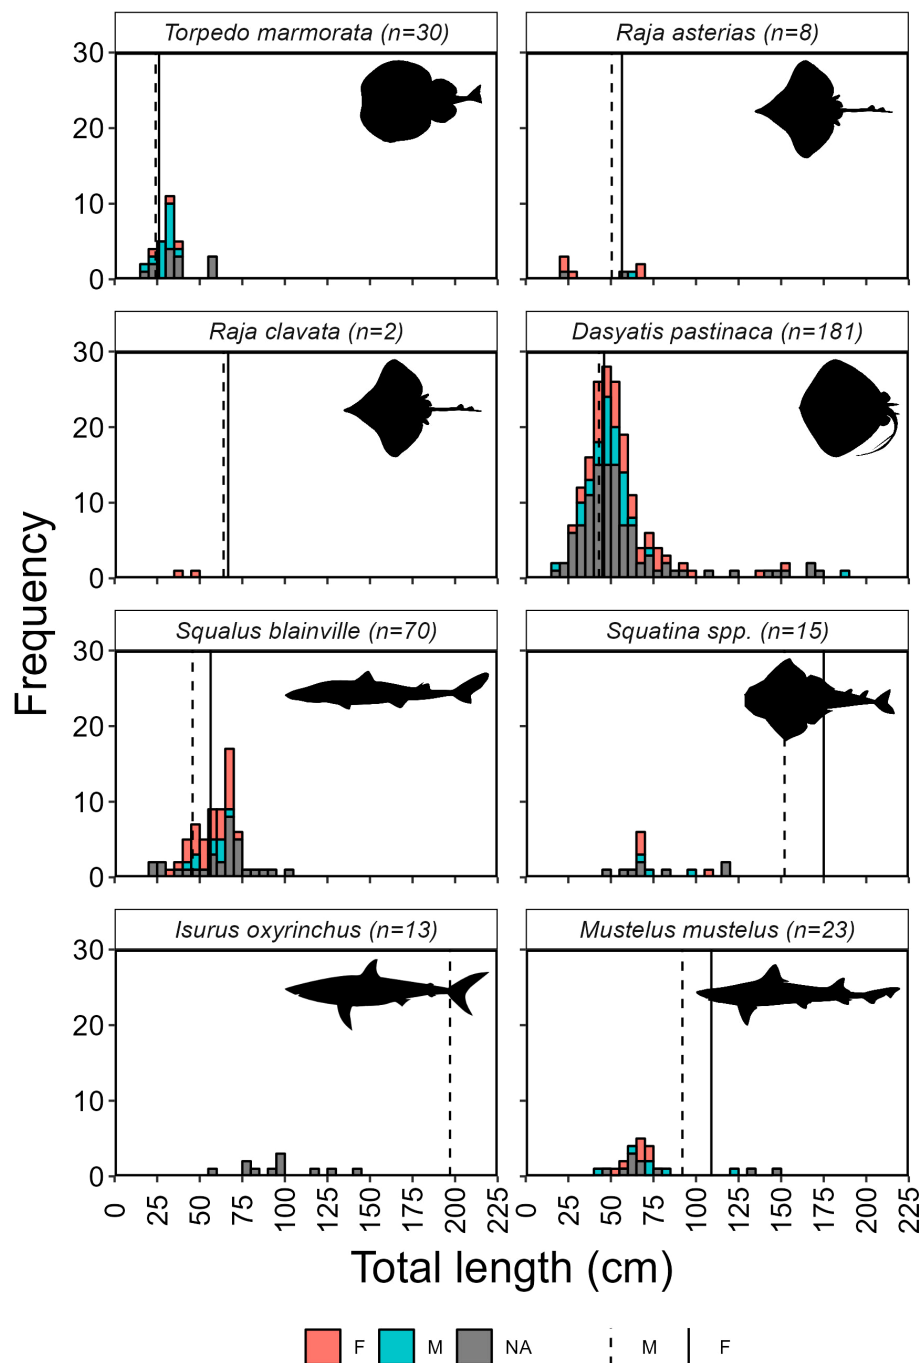 Torpedo marmorata (n=30)
Raja asterias (n=8)
30
20
10
0
Raja clavata (n=2)
Dasyatis pastinaca (n=181)
30
20
10
0
Frequency
Squalus blainville (n=70)
Squatina spp. (n=15)
30
20
10
0
Isurus oxyrinchus (n=13)
Mustelus mustelus (n=23)
30
20
10
0
0 25 50 75 100 125 150 175 200 225
0 25 50 75 100 125 150 175 200 225
Total length (cm)
F M NA M F